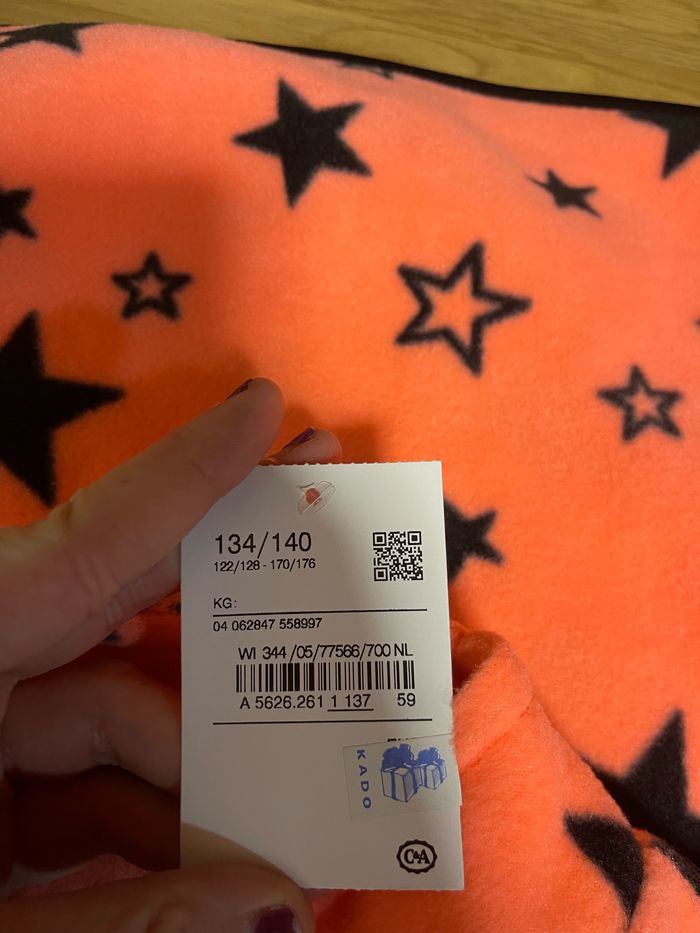 134/140
122/128 - 170/176
KG:
04 062847 558997
WI 344 /05/77566/700 NL
A 5626.261 1 137 59
KADO
C&A